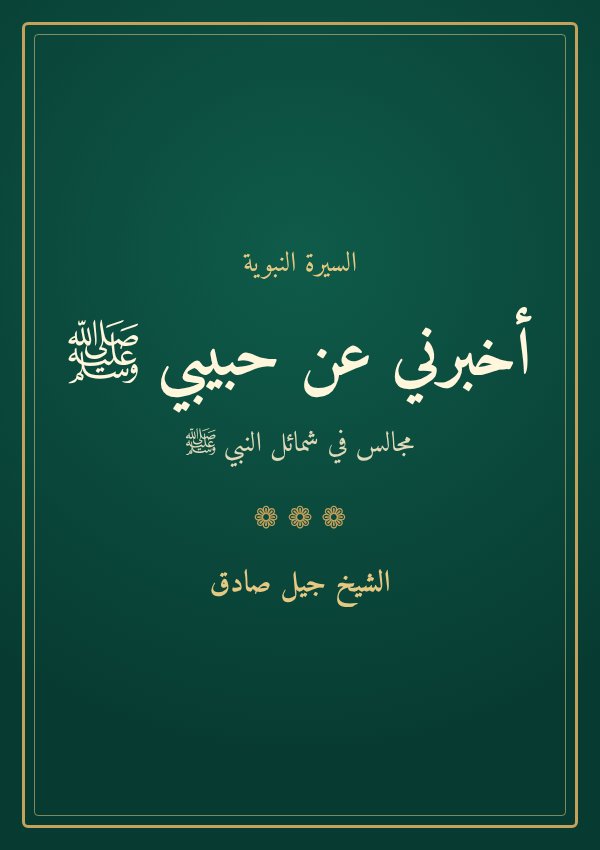 السيرة النبوية
أخبرني عن حبيبي ﷺ
مجالس في شمائل النبي ﷺ
❁ ❁ ❁
الشيخ جيل صادق